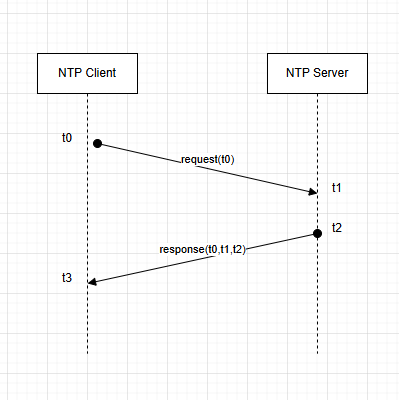 NTP Client
NTP Server
t0
request(t0)
t1
t2
response(t0,t1,t2)
t3